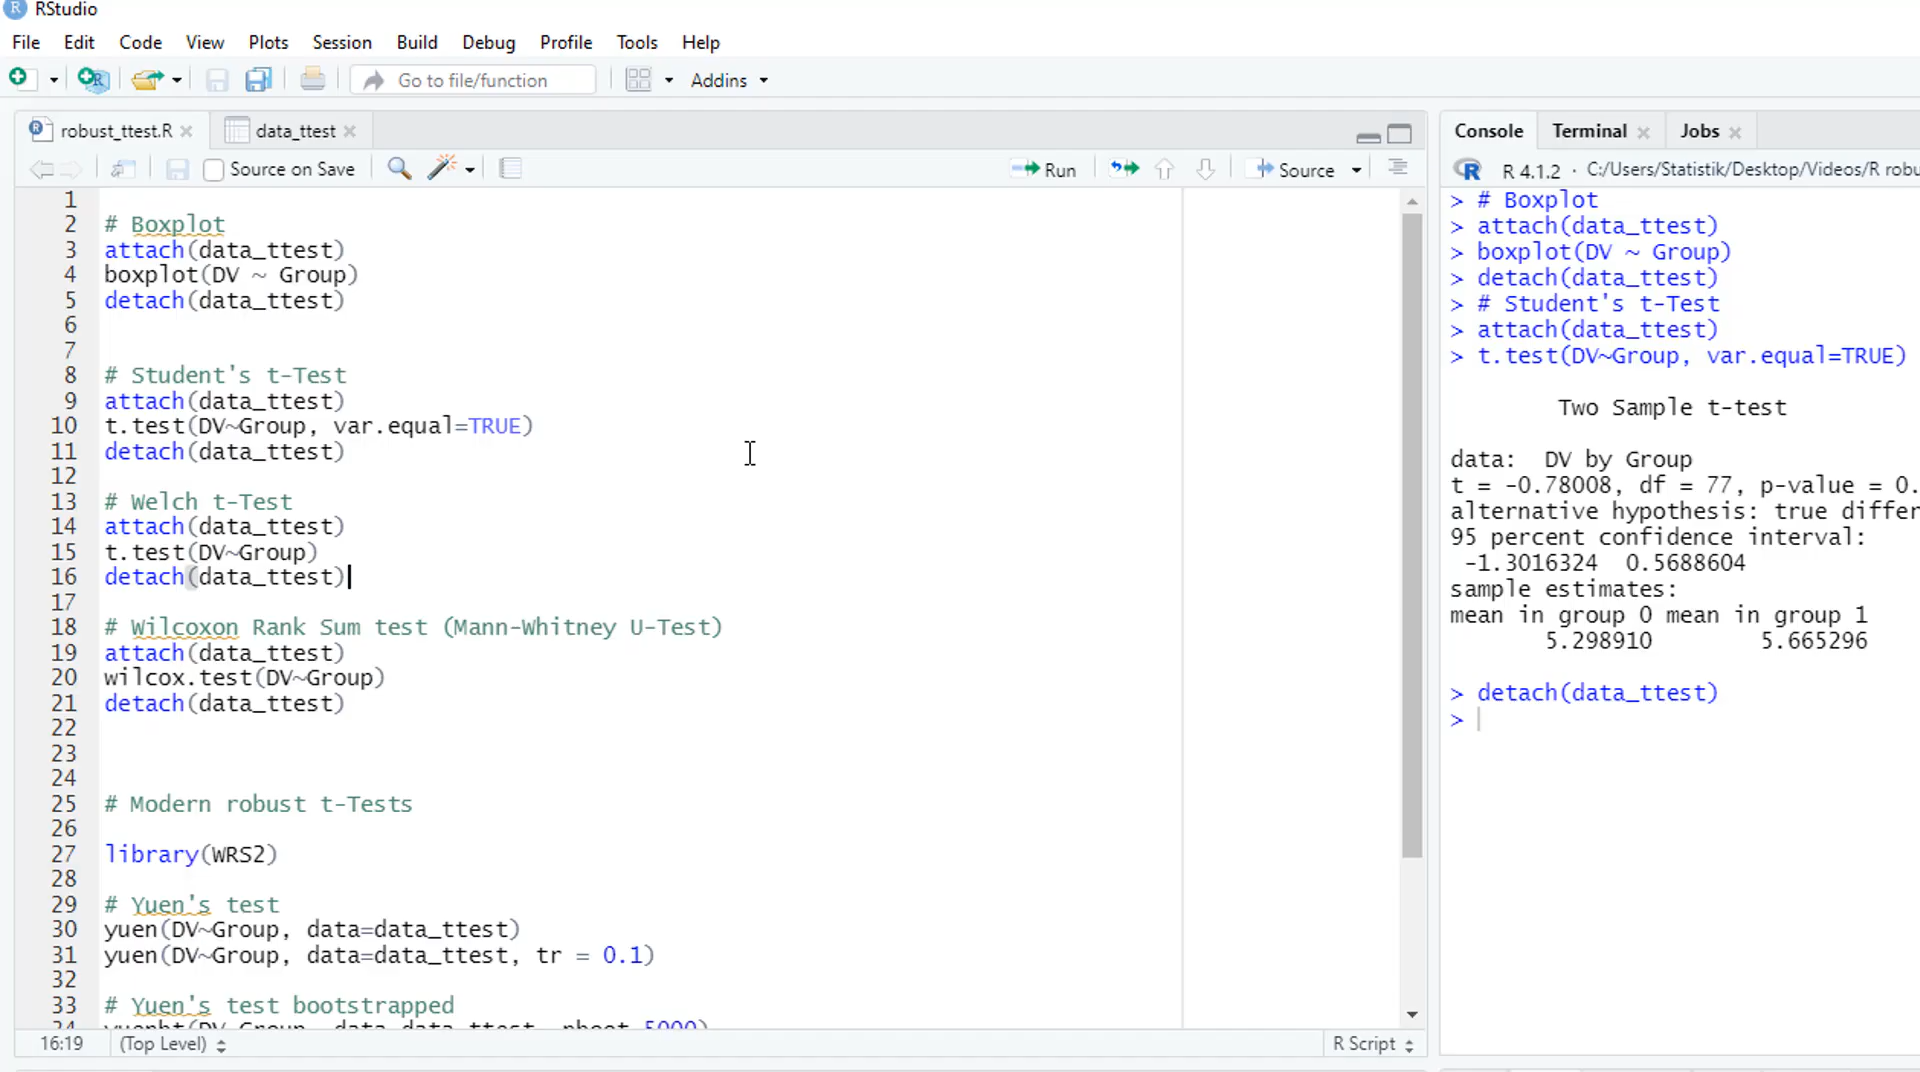 RStudio
File Edit Code View Plots Session Build Debug Profile Tools Help
Go to file/function Addins
robust_ttest.R data_ttest
Source on Save Run Source
1
2 # Boxplot
3 attach(data_ttest)
4 boxplot(DV ~ Group)
5 detach(data_ttest)
6
7
8 # Student's t-Test
9 attach(data_ttest)
10 t.test(DV~Group, var.equal=TRUE)
11 detach(data_ttest)
12
13 # Welch t-Test
14 attach(data_ttest)
15 t.test(DV~Group)
16 detach(data_ttest)
17
18 # Wilcoxon Rank Sum test (Mann-Whitney U-Test)
19 attach(data_ttest)
20 wilcox.test(DV~Group)
21 detach(data_ttest)
22
23
24
25 # Modern robust t-Tests
26
27 library(WRS2)
28
29 # Yuen's test
30 yuen(DV~Group, data=data_ttest)
31 yuen(DV~Group, data=data_ttest, tr = 0.1)
32
33 # Yuen's test bootstrapped
16:19 (Top Level) R Script
Console Terminal Jobs
R 4.1.2 · C:/Users/Statistik/Desktop/Videos/R robu
> # Boxplot
> attach(data_ttest)
> boxplot(DV ~ Group)
> detach(data_ttest)
> # Student's t-Test
> attach(data_ttest)
> t.test(DV~Group, var.equal=TRUE)
Two Sample t-test
data: DV by Group
t = -0.78008, df = 77, p-value = 0.
alternative hypothesis: true differ
95 percent confidence interval:
-1.3016324 0.5688604
sample estimates:
mean in group 0 mean in group 1
5.298910 5.665296
> detach(data_ttest)
>